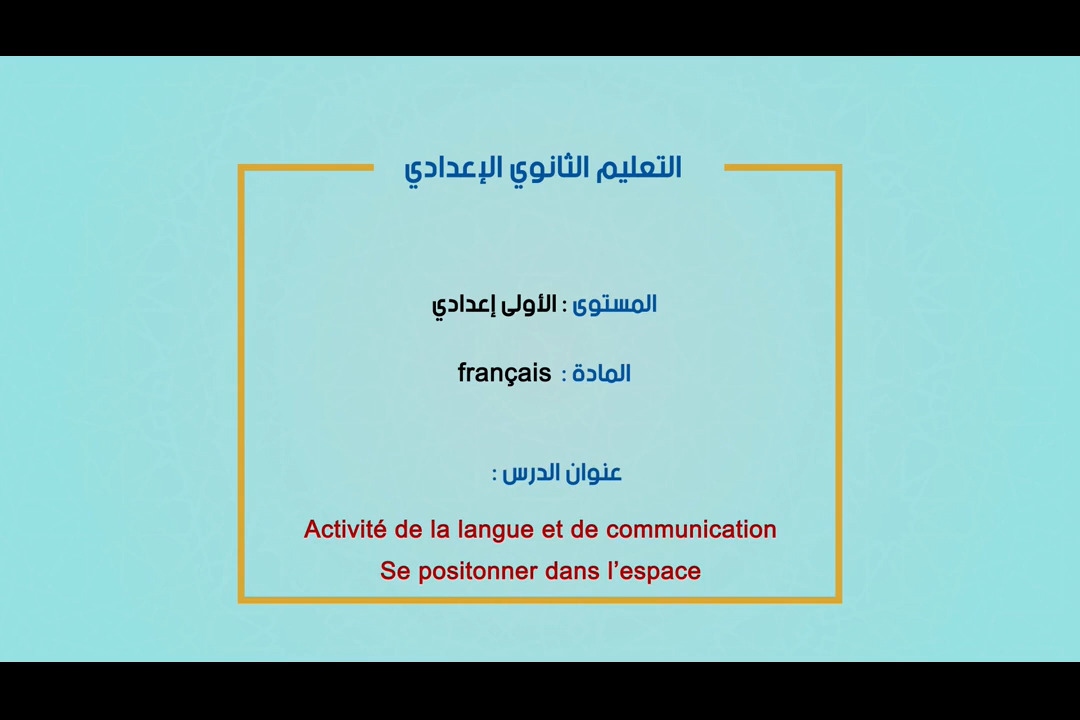 التعليم الثانوي الإعدادي
المستوى : الأولى إعدادي
المادة : français
عنوان الدرس :
Activité de la langue et de communication
Se positonner dans l’espace